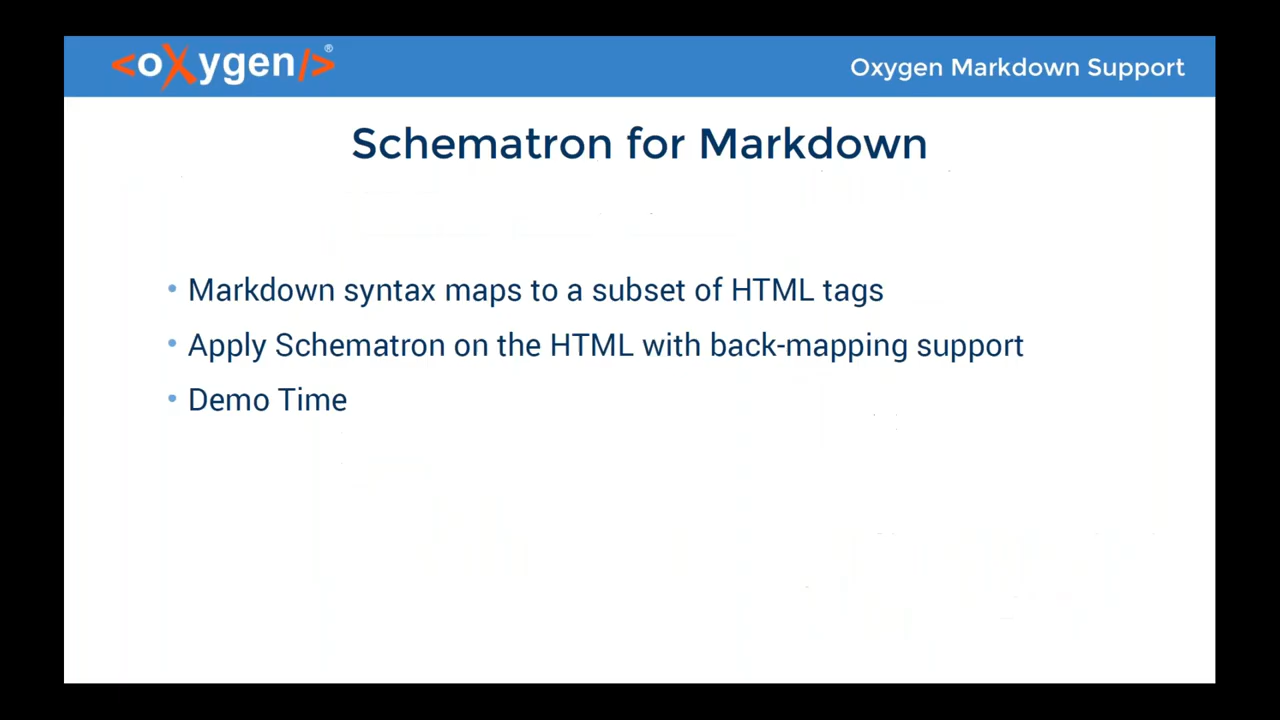 <oXygen/>®
Oxygen Markdown Support
Schematron for Markdown
• Markdown syntax maps to a subset of HTML tags
• Apply Schematron on the HTML with back-mapping support
• Demo Time